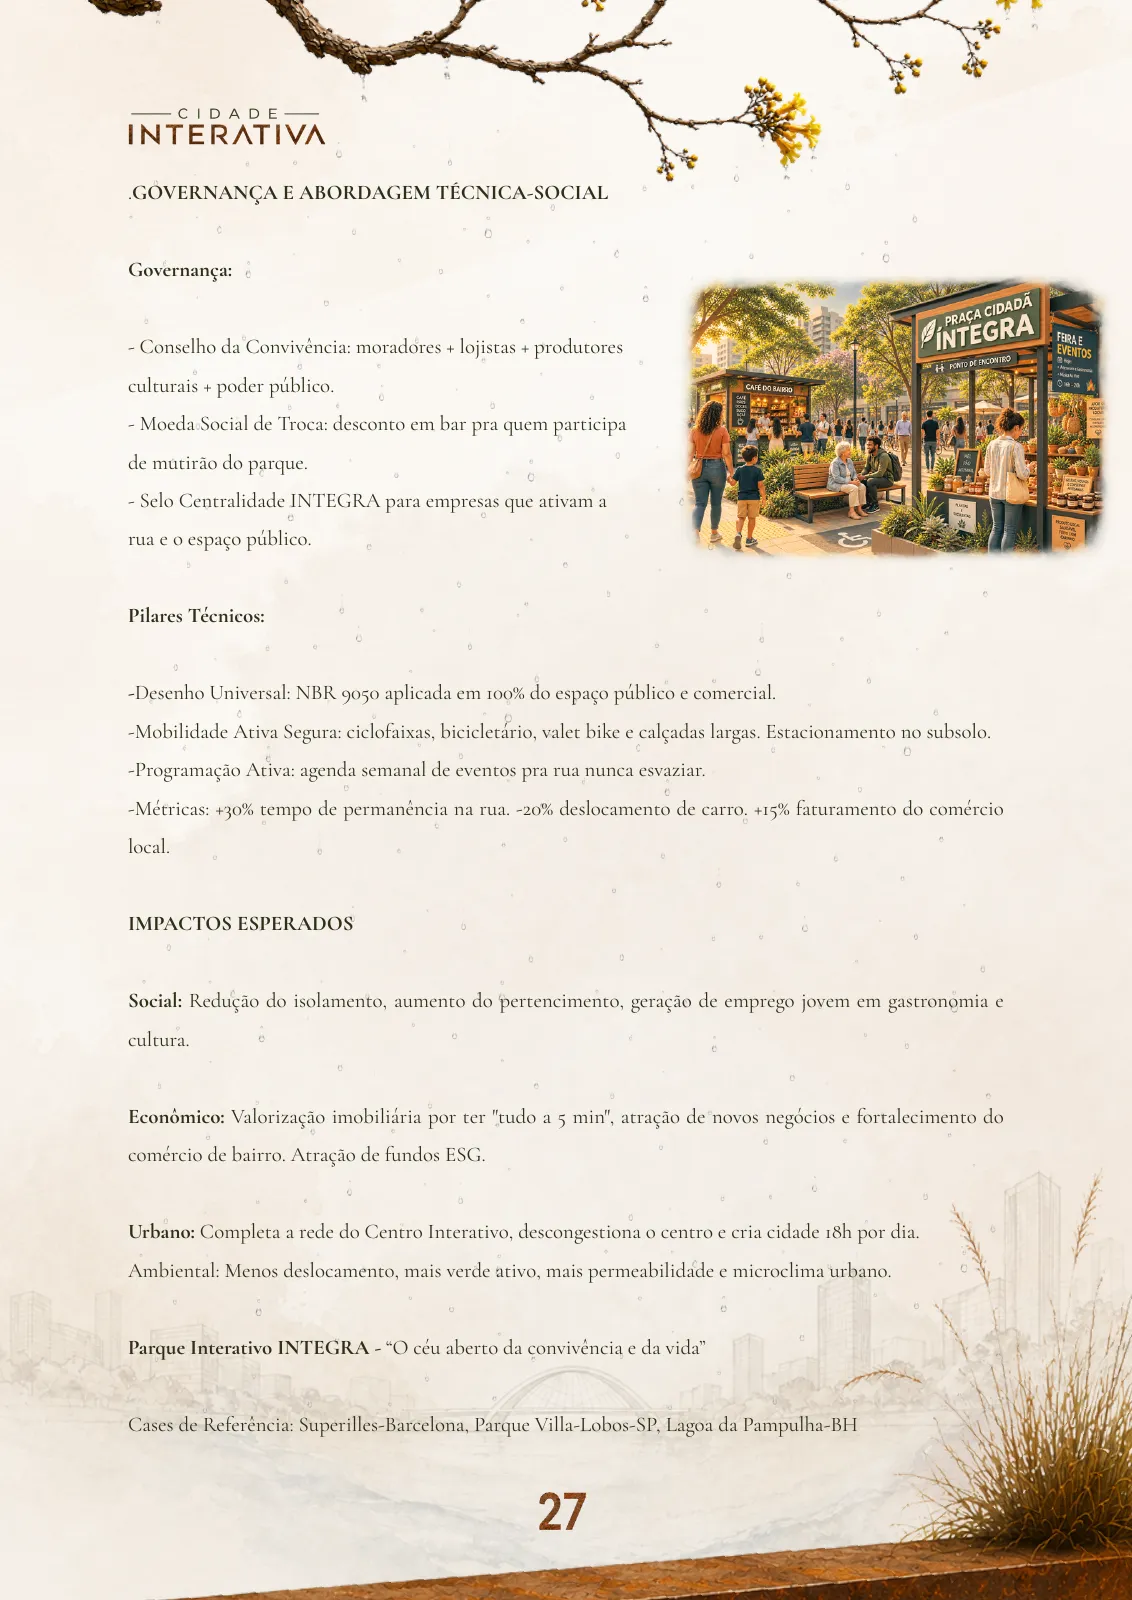 CIDADE
INTERATIVA
.GOVERNANÇA E ABORDAGEM TÉCNICA-SOCIAL
Governança:
- Conselho da Convivência: moradores + lojistas + produtores
culturais + poder público.
- Moeda Social de Troca: desconto em bar pra quem participa
de mutirão do parque.
- Selo Centralidade INTEGRA para empresas que ativam a
rua e o espaço público.
PRAÇA CIDADÃ
ÍNTEGRA
PONTO DE ENCONTRO
FEIRA E
EVENTOS
CAFÉ DO BAIRRO
Pilares Técnicos:
-Desenho Universal: NBR 9050 aplicada em 100% do espaço público e comercial.
-Mobilidade Ativa Segura: ciclofaixas, bicicletário, valet bike e calçadas largas. Estacionamento no subsolo.
-Programação Ativa: agenda semanal de eventos pra rua nunca esvaziar.
-Métricas: +30% tempo de permanência na rua. -20% deslocamento de carro. +15% faturamento do comércio
local.
IMPACTOS ESPERADOS
Social: Redução do isolamento, aumento do pertencimento, geração de emprego jovem em gastronomia e
cultura.
Econômico: Valorização imobiliária por ter "tudo a 5 min", atração de novos negócios e fortalecimento do
comércio de bairro. Atração de fundos ESG.
Urbano: Completa a rede do Centro Interativo, descongestiona o centro e cria cidade 18h por dia.
Ambiental: Menos deslocamento, mais verde ativo, mais permeabilidade e microclima urbano.
Parque Interativo INTEGRA - “O céu aberto da convivência e da vida”
Cases de Referência: Superilles-Barcelona, Parque Villa-Lobos-SP, Lagoa da Pampulha-BH
27